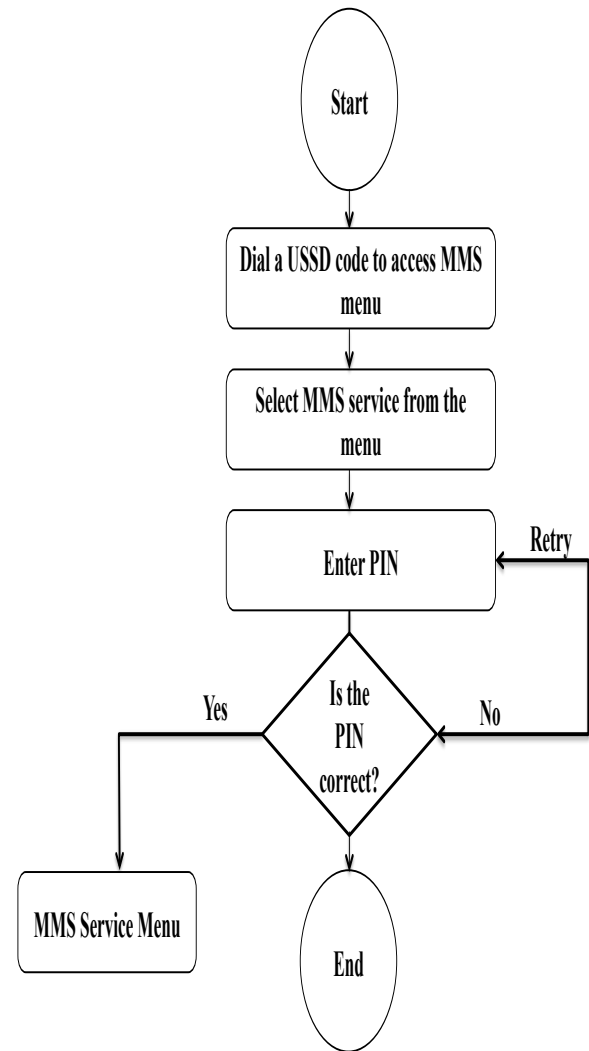 Start
Dial a USSD code to access MMS
menu
Select MMS service from the
menu
Enter PIN
Retry
Is the
PIN
correct?
Yes
No
MMS Service Menu
End